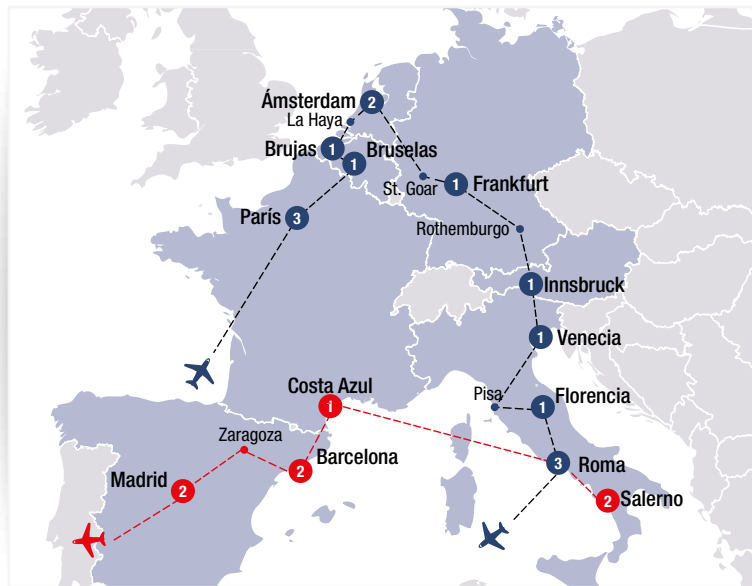 Ámsterdam
2
La Haya
Brujas
1
Bruselas
1
St. Goar
1
Frankfurt
París
3
Rothemburgo
1
Innsbruck
1
Venecia
Costa Azul
1
Pisa
Florencia
1
Zaragoza
Barcelona
2
3
Roma
Madrid
2
2
Salerno